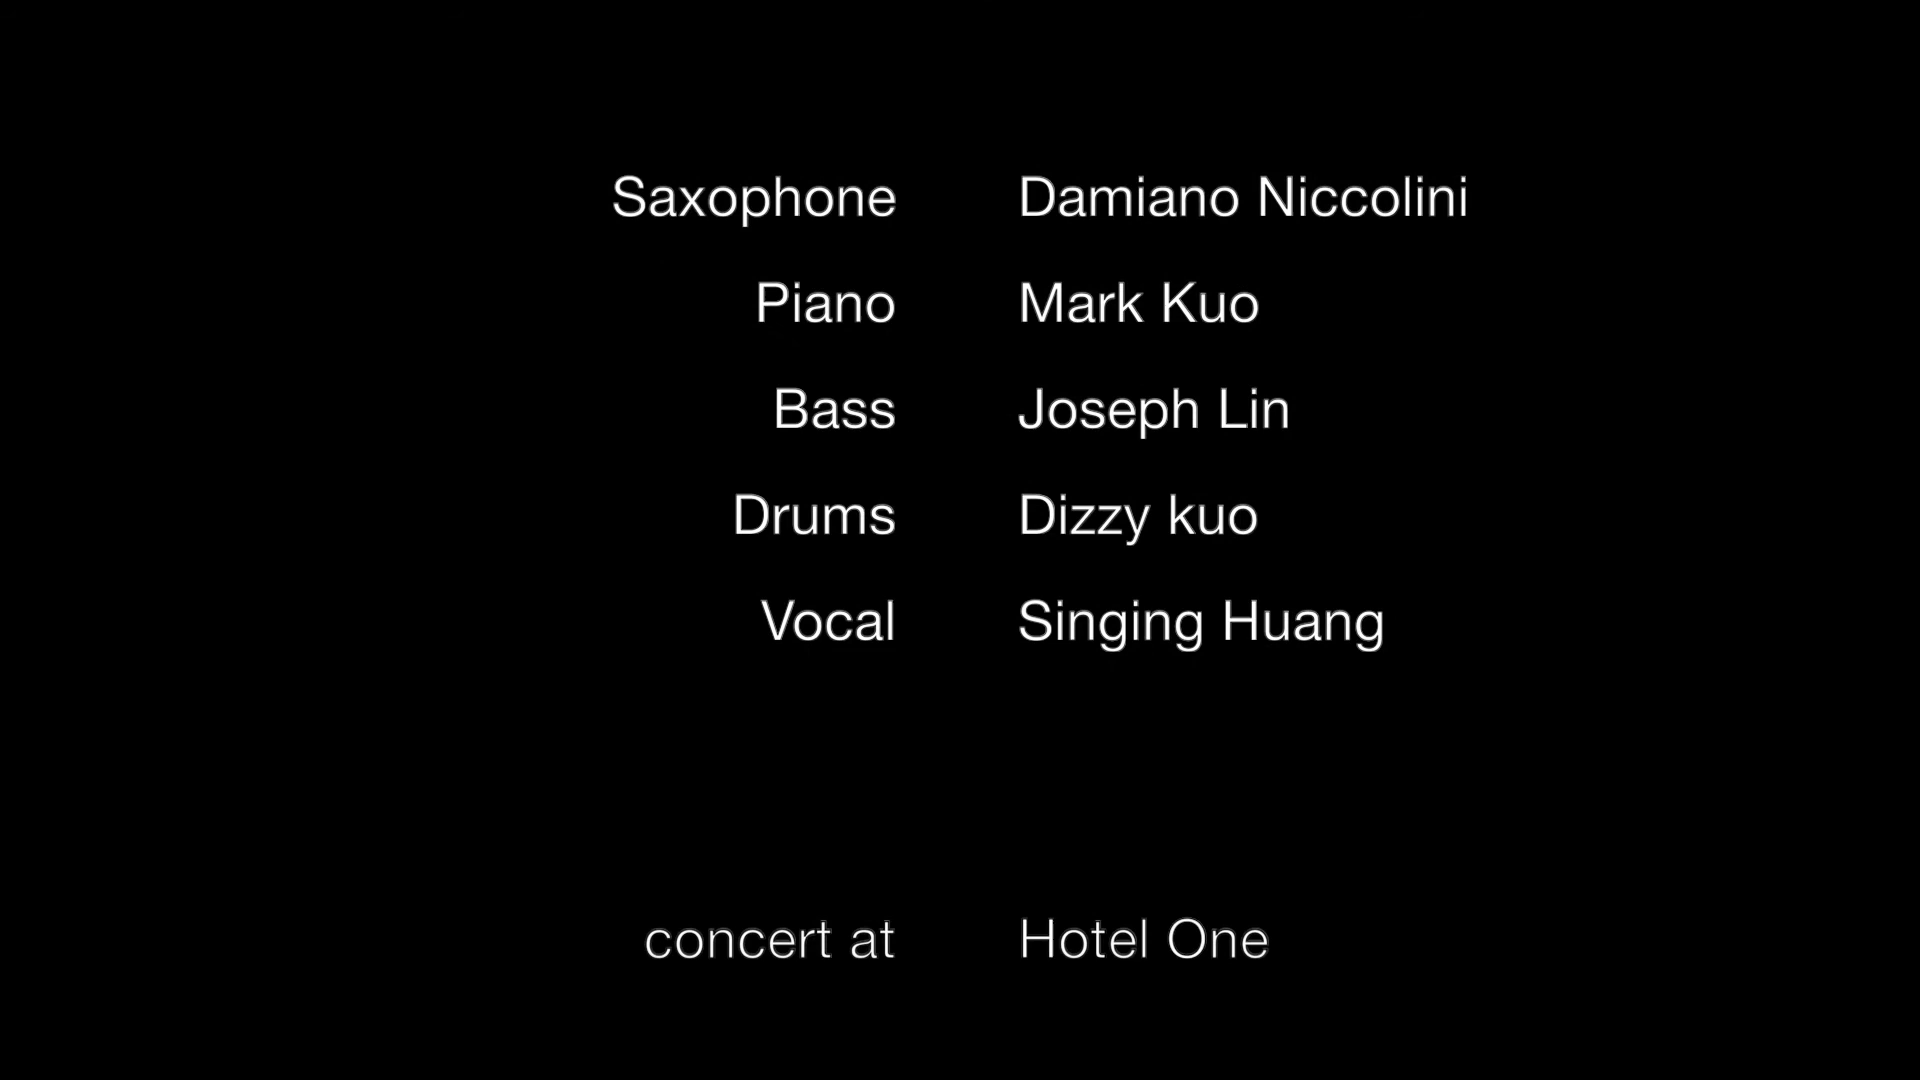 Saxophone Damiano Niccolini
Piano Mark Kuo
Bass Joseph Lin
Drums Dizzy kuo
Vocal Singing Huang
concert at Hotel One